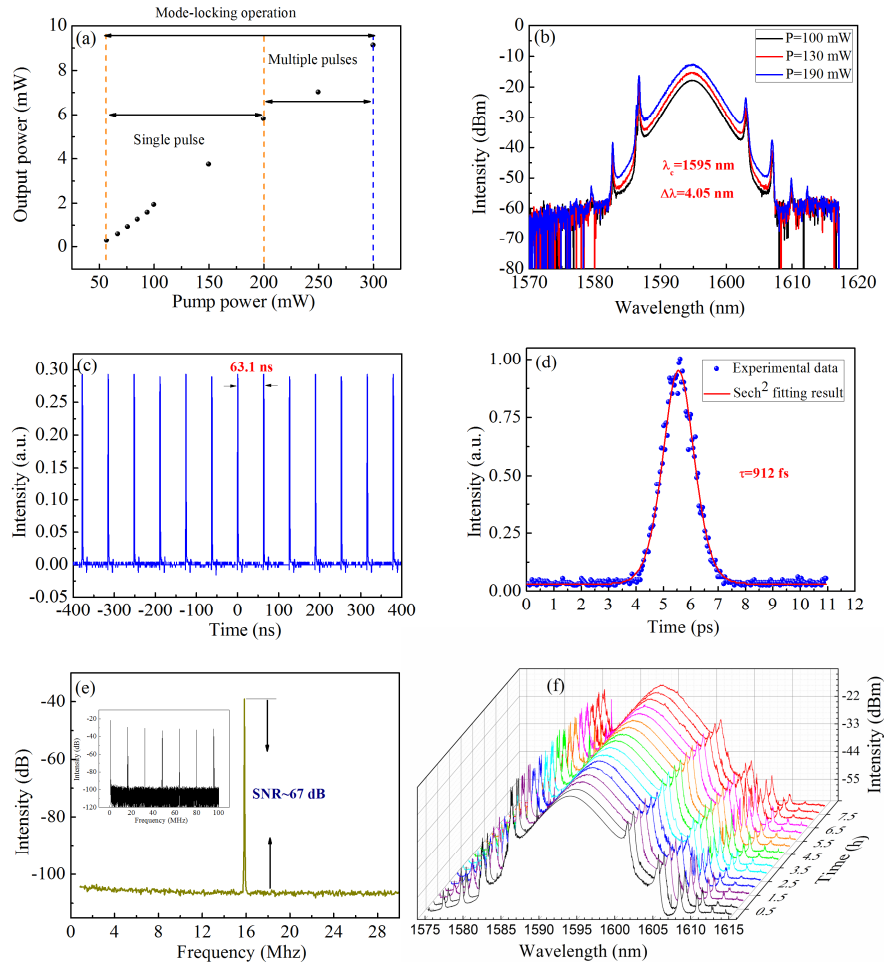 Mode-locking operation
(a)
Multiple pulses
Single pulse
Output power (mW)
10
8
6
4
2
0
50 100 150 200 250 300
Pump power (mW)
(b)
P=100 mW
P=130 mW
P=190 mW
λc=1595 nm
Δλ=4.05 nm
Intensity (dBm)
0
-10
-20
-30
-40
-50
-60
-70
-80
1570 1580 1590 1600 1610 1620
Wavelength (nm)
(c)
63.1 ns
Intensity (a.u.)
0.30
0.25
0.20
0.15
0.10
0.05
0.00
-0.05
-400 -300 -200 -100 0 100 200 300 400
Time (ns)
(d)
Experimental data
Sech2 fitting result
τ=912 fs
Intensity (a.u.)
1.00
0.75
0.50
0.25
0.00
0 1 2 3 4 5 6 7 8 9 10 11 12
Time (ps)
(e)
SNR~67 dB
Intensity (dB)
-40
-60
-80
-100
4 8 12 16 20 24 28
Frequency (Mhz)
Intensity (dB)
-20
-40
-60
-80
-100
-120
0 20 40 60 80 100
Frequency (MHz)
(f)
Intensity (dBm)
-22
-33
-44
-55
7.5
6.5
5.5
4.5
3.5
2.5
1.5
0.5
Time (h)
1575 1580 1585 1590 1595 1600 1605 1610 1615
Wavelength (nm)